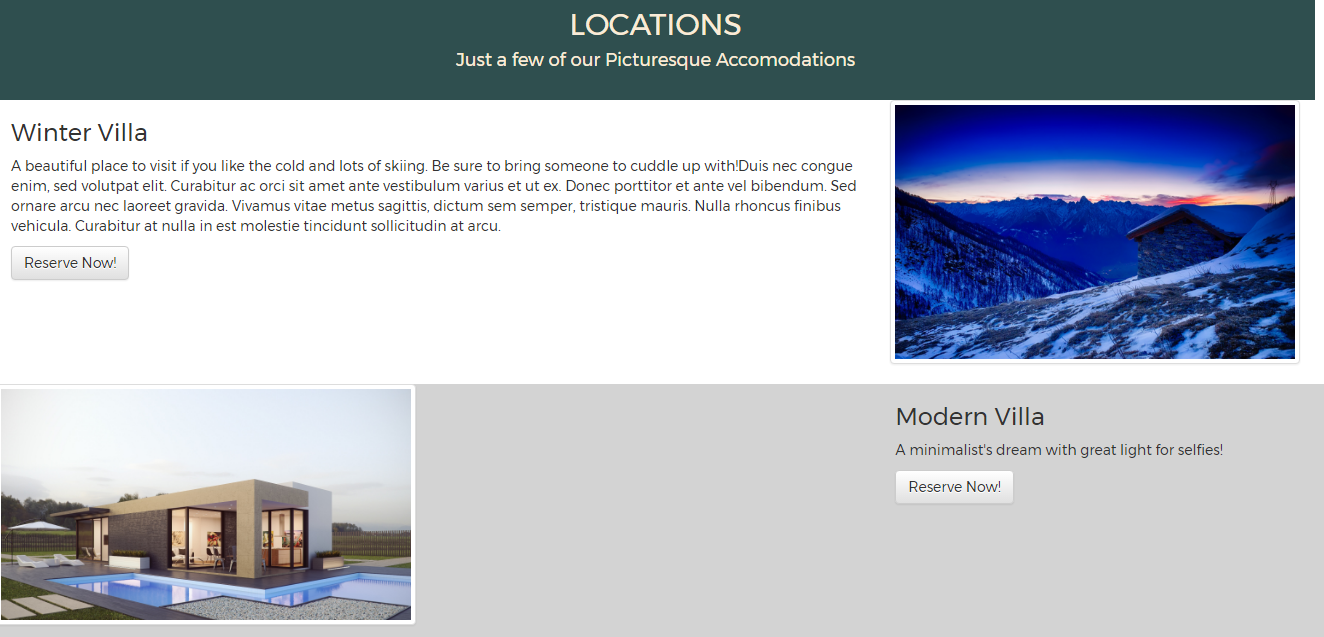 LOCATIONS
Just a few of our Picturesque Accomodations
Winter Villa
A beautiful place to visit if you like the cold and lots of skiing. Be sure to bring someone to cuddle up with!Duis nec congue
enim, sed volutpat elit. Curabitur ac orci sit amet ante vestibulum varius et ut ex. Donec porttitor et ante vel bibendum. Sed
ornare arcu nec laoreet gravida. Vivamus vitae metus sagittis, dictum sem semper, tristique mauris. Nulla rhoncus finibus
vehicula. Curabitur at nulla in est molestie tincidunt sollicitudin at arcu.
Reserve Now!
Modern Villa
A minimalist's dream with great light for selfies!
Reserve Now!